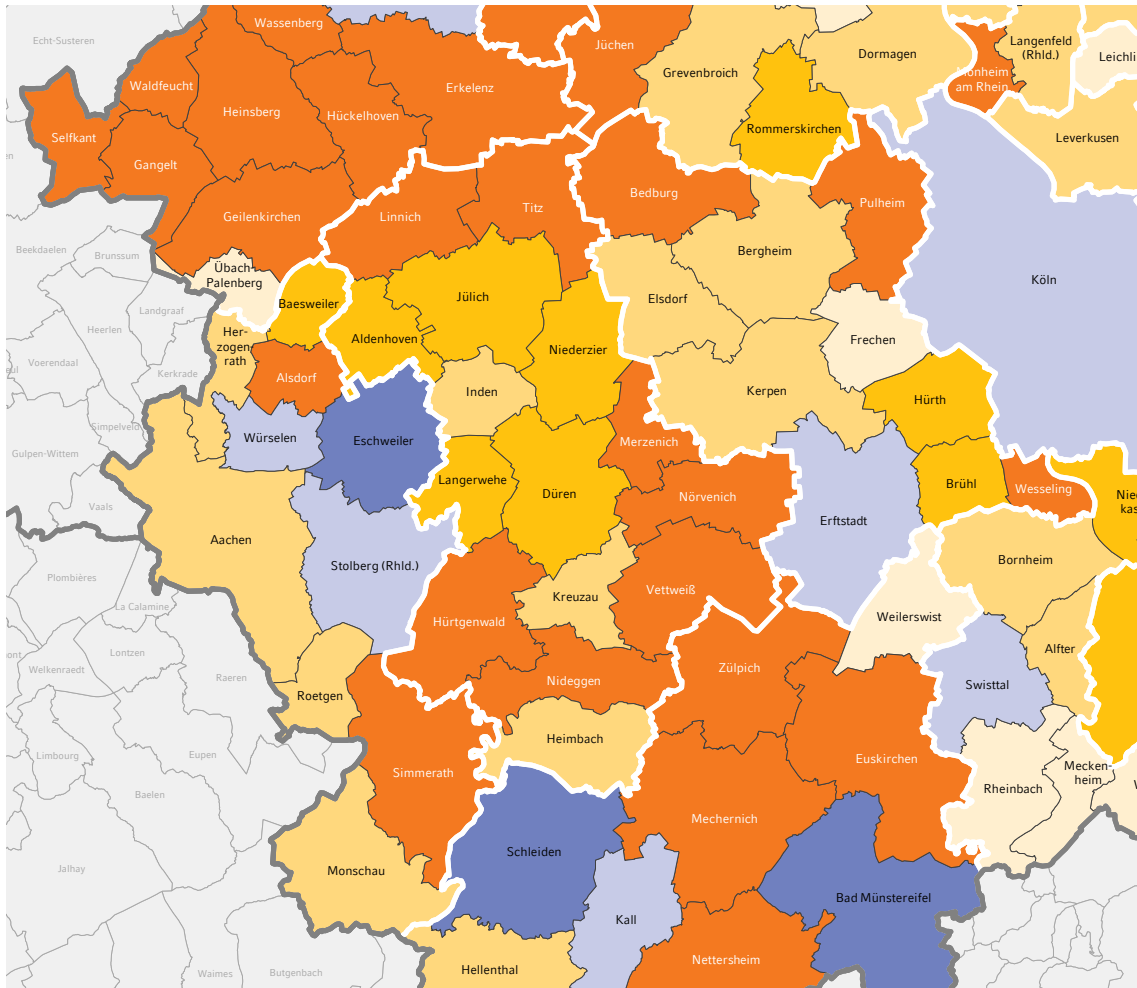 Echt-Susteren
Wassenberg
Jüchen
Dormagen
Langenfeld
(Rhld.)
Leichli
Waldfeucht
Grevenbroich
Monheim
am Rhein
Heinsberg
Hückelhoven
Erkelenz
Rommerskirchen
Selfkant
Gangelt
Leverkusen
Geilenkirchen
Linnich
Titz
Bedburg
Pulheim
Beekdaelen
Brunssum
Bergheim
Übach-
Palenberg
Köln
Landgraaf
Baesweiler
Jülich
Elsdorf
Heerlen
Her-
zogen-
rath
Aldenhoven
Niederzier
Frechen
Voerendaal
Kerkrade
Alsdorf
Inden
Kerpen
Hürth
Simpelveld
Würselen
Eschweiler
Merzenich
Gulpen-Wittem
Langerwehe
Düren
Nörvenich
Brühl
Wesseling
Nied
kas
Vaals
Erftstadt
Aachen
Stolberg (Rhld.)
Bornheim
Plombières
Kreuzau
Vettweiß
La Calamine
Hürtgenwald
Weilerswist
Lontzen
Alfter
Welkenraedt
Raeren
Nideggen
Zülpich
Swisttal
Roetgen
Limbourg
Eupen
Heimbach
Simmerath
Euskirchen
Mecken-
heim
Rheinbach
Baelen
Mechernich
Schleiden
Jalhay
Monschau
Bad Münstereifel
Kall
Waimes
Butgenbach
Hellenthal
Nettersheim